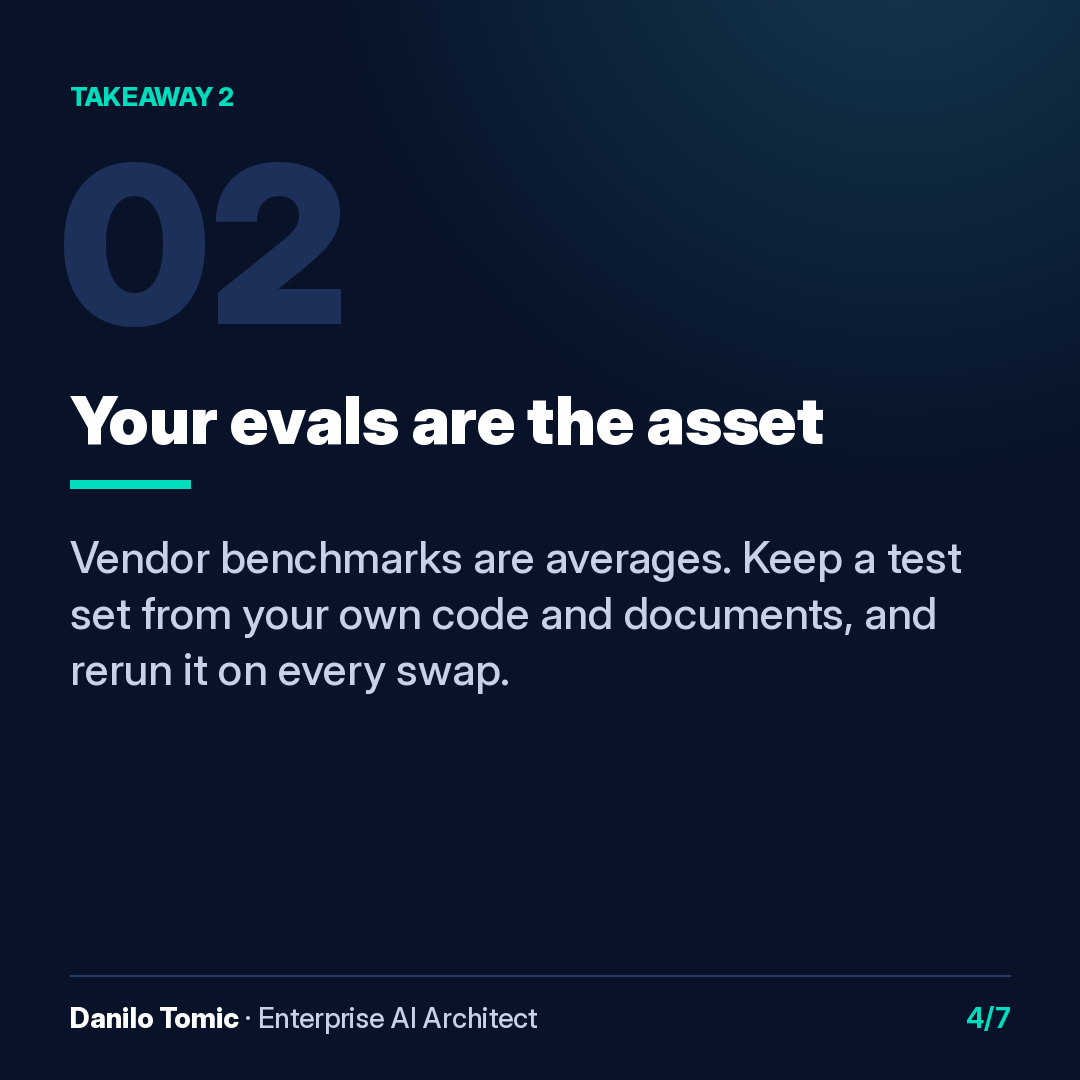 TAKEAWAY 2
02
Your evals are the asset
Vendor benchmarks are averages. Keep a test
set from your own code and documents, and
rerun it on every swap.
Danilo Tomic · Enterprise AI Architect
4/7